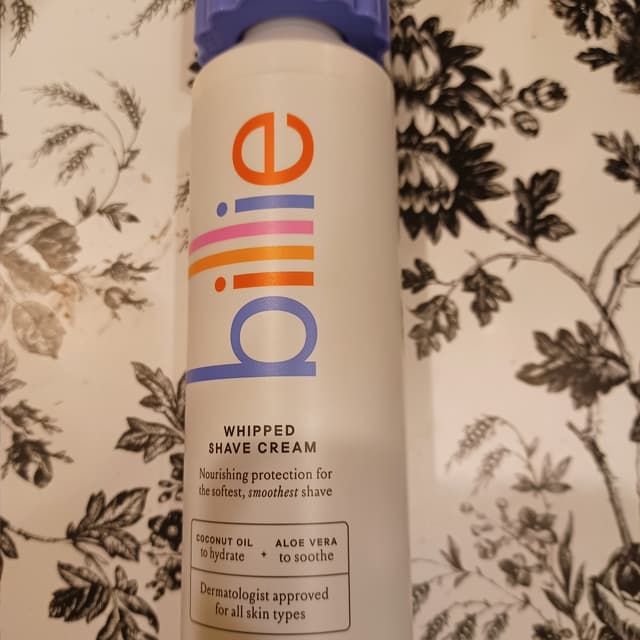 billie
WHIPPED
SHAVE CREAM
Nourishing protection for
the softest, smoothest shave
COCONUT OIL
to hydrate
+
ALOE VERA
to soothe
Dermatologist approved
for all skin types